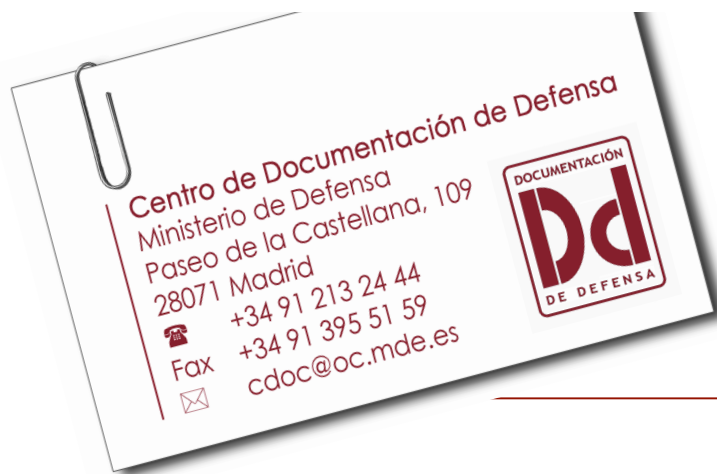 Centro de Documentación de Defensa
Ministerio de Defensa
Paseo de la Castellana, 109
28071 Madrid
+34 91 213 24 44
Fax +34 91 395 51 59
cdoc@oc.mde.es
DOCUMENTACIÓN
Dd
DE DEFENSA